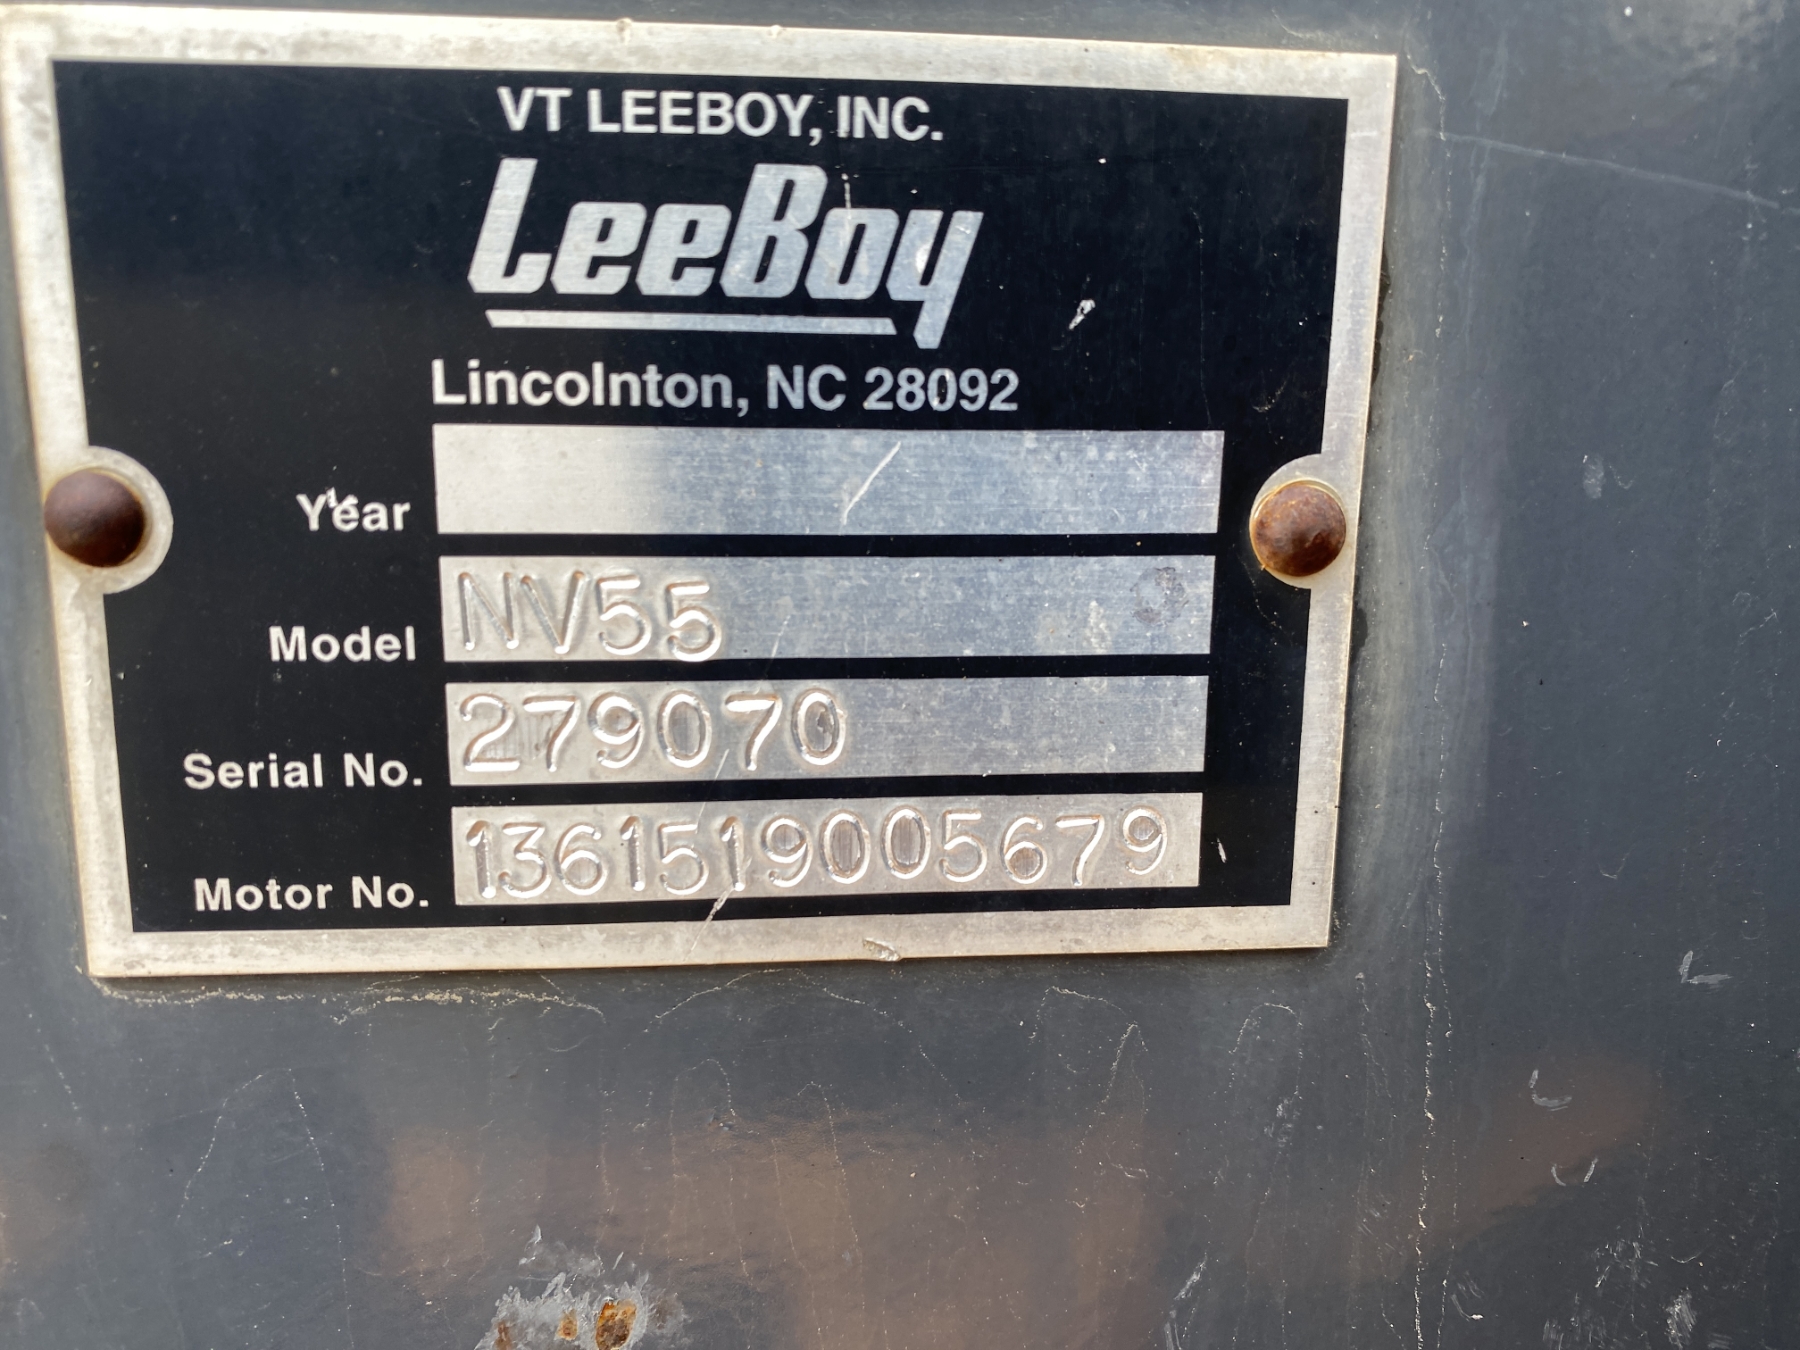 VT LEEBOY, INC.
LeeBoy
Lincolnton, NC 28092
Year
Model NV55
Serial No. 279070
Motor No. 13615190005679